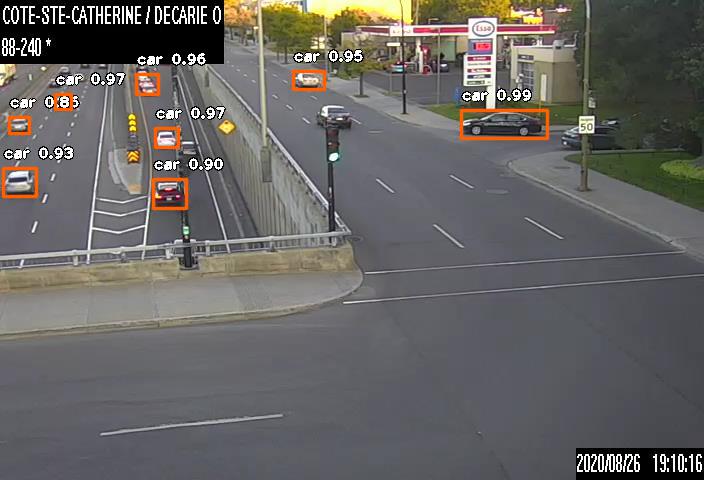 COTE-STE-CATHERINE / DECARIE O
88-240 *
car 0.96
car 0.95
car 0.97
car 0.99
car 0.97
car 0.93
car 0.90
Esso
50
2020/08/26 19:10:16